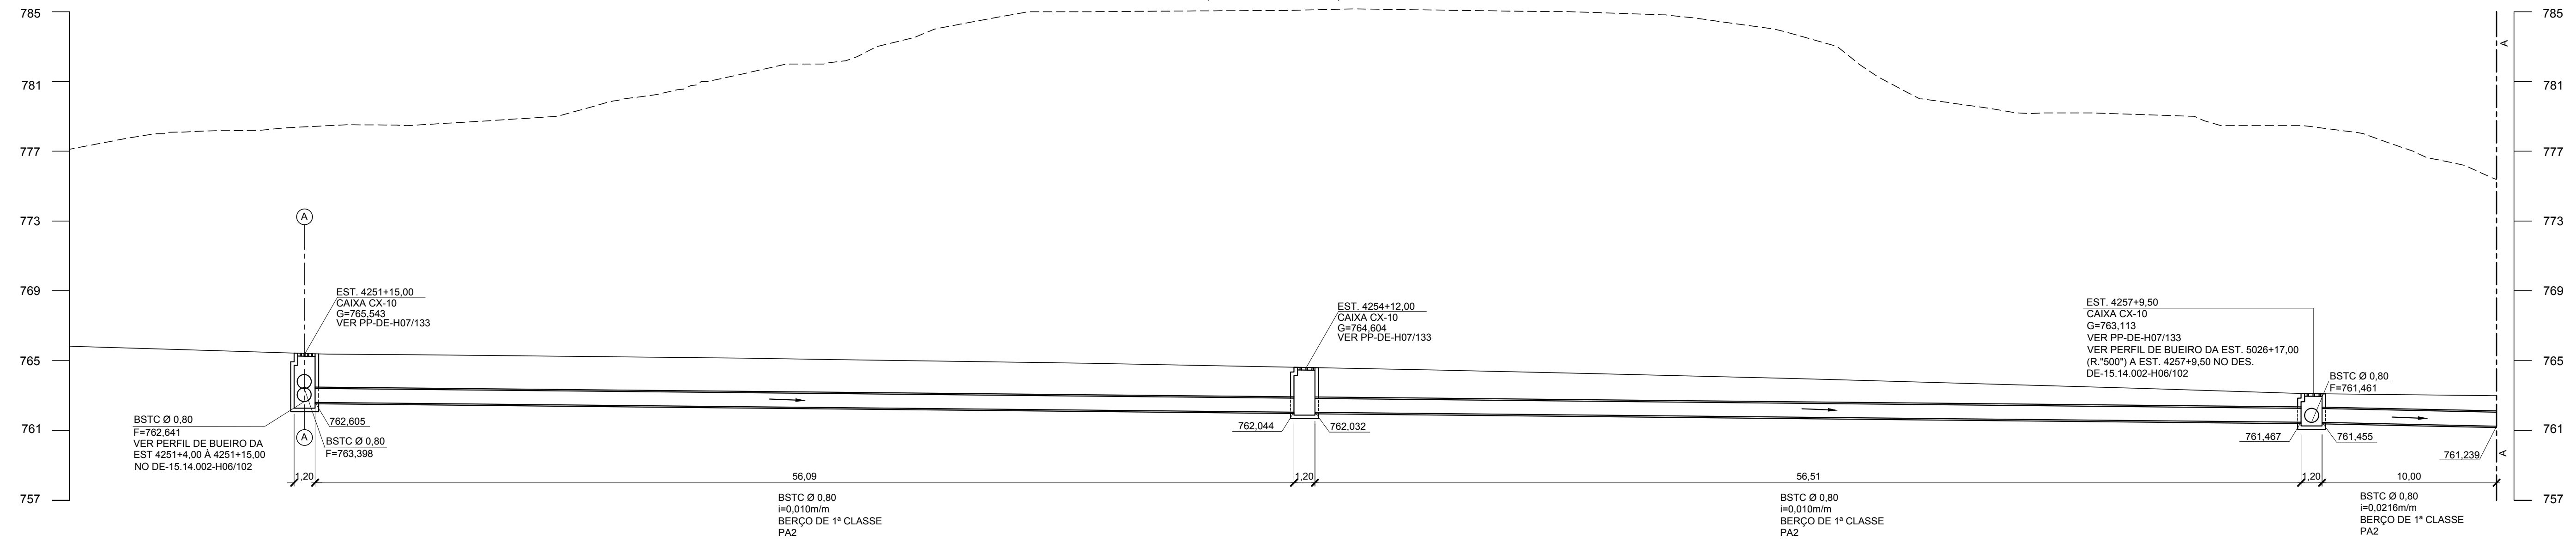 785
781
777
773
769
765
761
757
A
A
EST. 4251+15,00
CAIXA CX-10
G=765,543
VER PP-DE-H07/133
BSTC Ø 0,80
F=762,641
VER PERFIL DE BUEIRO DA
EST 4251+4,00 À 4251+15,00
NO DE-15.14.002-H06/102
762,605
BSTC Ø 0,80
F=763,398
1,20
56,09
BSTC Ø 0,80
i=0,010m/m
BERÇO DE 1ª CLASSE
PA2
EST. 4254+12,00
CAIXA CX-10
G=764,604
VER PP-DE-H07/133
762,044
762,032
1,20
56,51
BSTC Ø 0,80
i=0,010m/m
BERÇO DE 1ª CLASSE
PA2
EST. 4257+9,50
CAIXA CX-10
G=763,113
VER PP-DE-H07/133
VER PERFIL DE BUEIRO DA EST. 5026+17,00
(R."500") A EST. 4257+9,50 NO DES.
DE-15.14.002-H06/102
BSTC Ø 0,80
F=761,461
761,467
761,455
761,239
1,20
10,00
BSTC Ø 0,80
i=0,0216m/m
BERÇO DE 1ª CLASSE
PA2
A
A
785
781
777
773
769
765
761
757